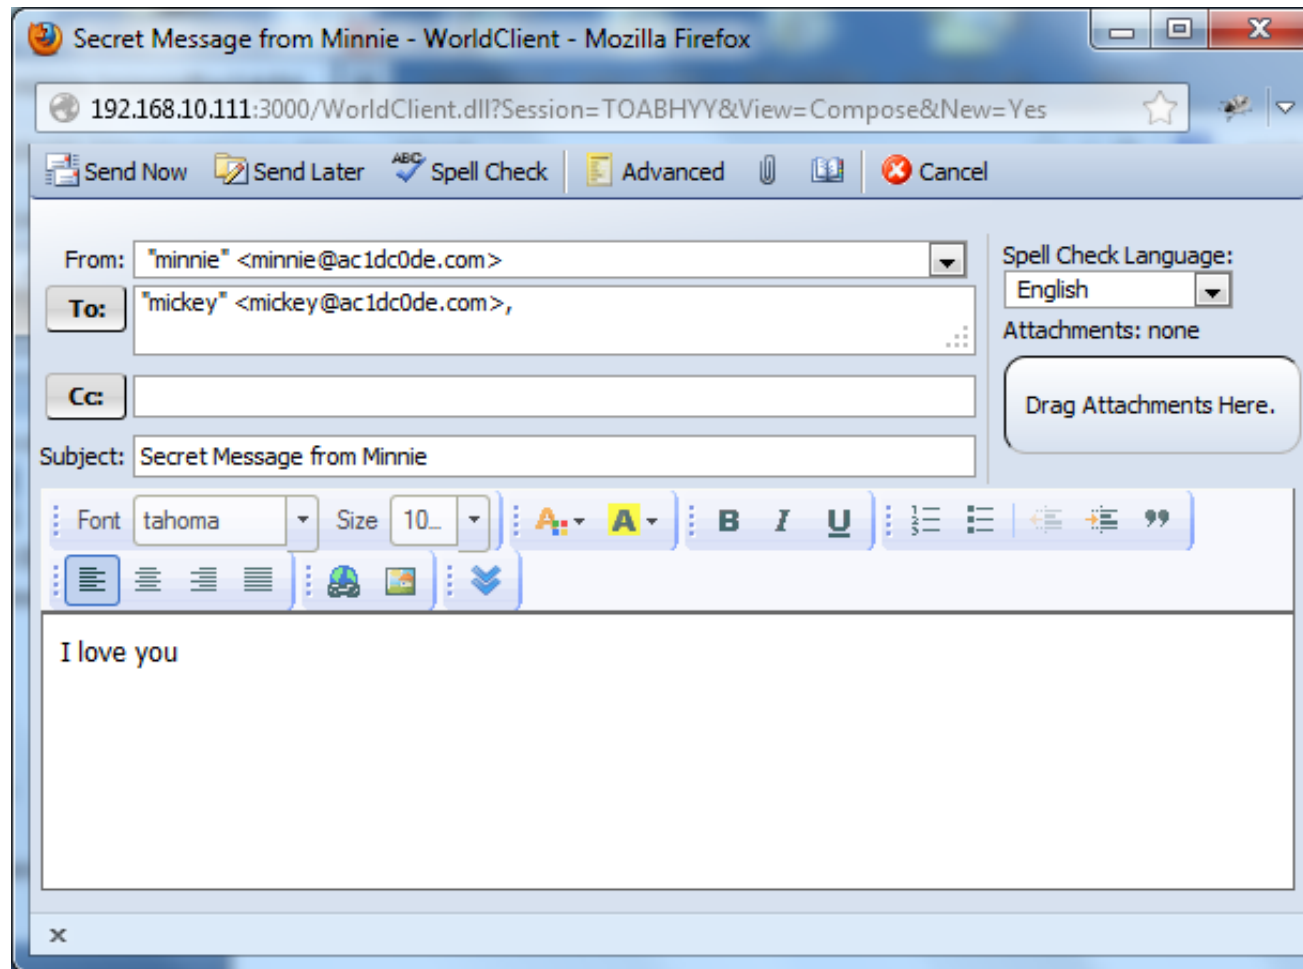 Secret Message from Minnie - WorldClient - Mozilla Firefox
192.168.10.111:3000/WorldClient.dll?Session=TOABHYY&View=Compose&New=Yes
Send Now Send Later ABC Spell Check Advanced Cancel
From: "minnie" <minnie@ac1dc0de.com>
Spell Check Language:
To: "mickey" <mickey@ac1dc0de.com>,
English
Attachments: none
Cc:
Drag Attachments Here.
Subject: Secret Message from Minnie
Font tahoma Size 10... A A B I U
I love you